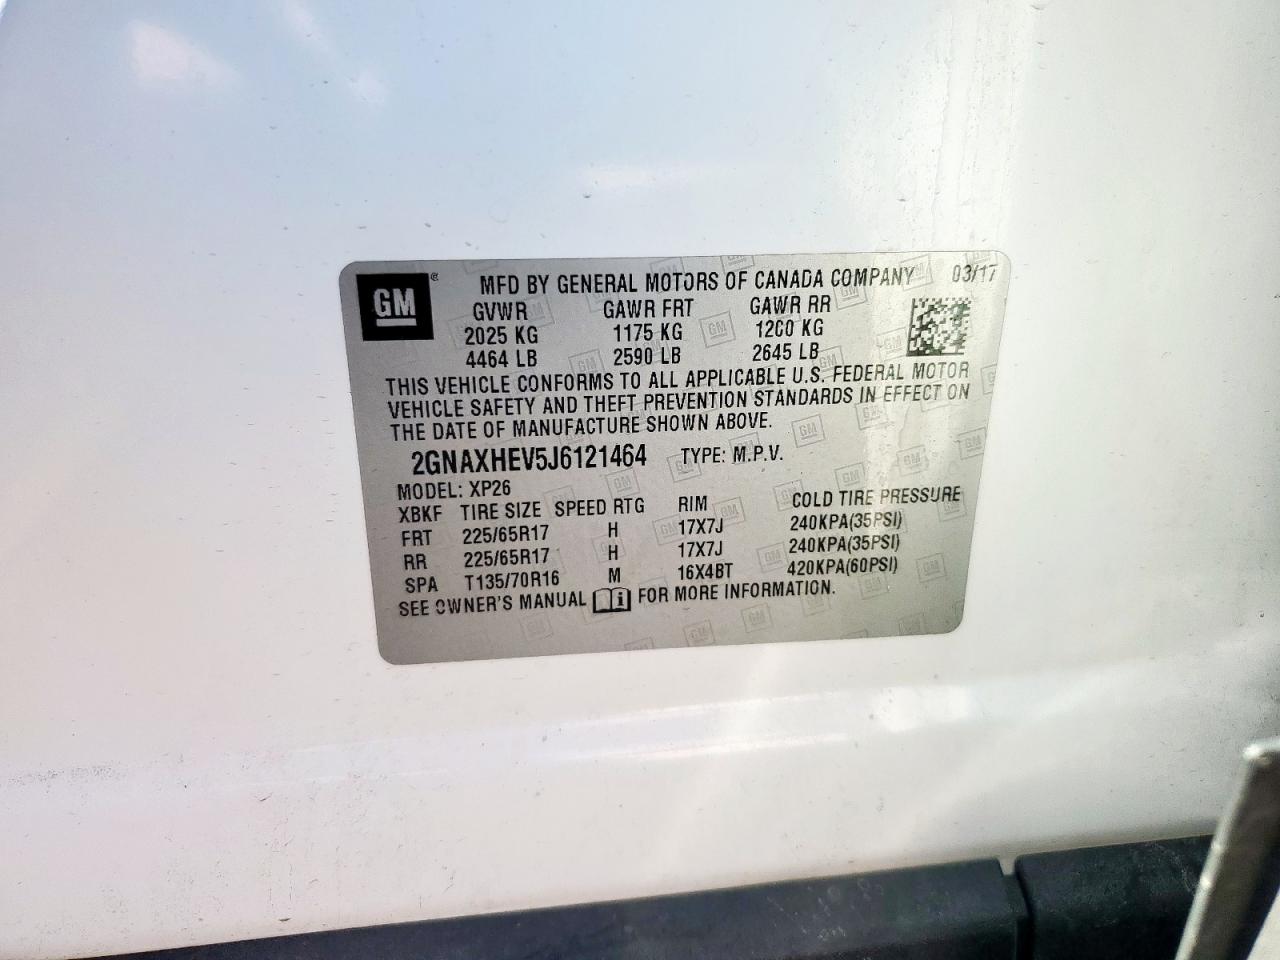 GM® MFD BY GENERAL MOTORS OF CANADA COMPANY 03/17
GVWR GAWR FRT GAWR RR
2025 KG 1175 KG 1200 KG
4464 LB 2590 LB 2645 LB
THIS VEHICLE CONFORMS TO ALL APPLICABLE U.S. FEDERAL MOTOR
VEHICLE SAFETY AND THEFT PREVENTION STANDARDS IN EFFECT ON
THE DATE OF MANUFACTURE SHOWN ABOVE.
2GNAXHEV5J6121464 TYPE: M.P.V.
MODEL: XP26
XBKF TIRE SIZE SPEED RTG RIM COLD TIRE PRESSURE
FRT 225/65R17 H 17X7J 240KPA(35PSI)
RR 225/65R17 H 17X7J 240KPA(35PSI)
SPA T135/70R16 M 16X4BT 420KPA(60PSI)
SEE OWNER'S MANUAL i FOR MORE INFORMATION.